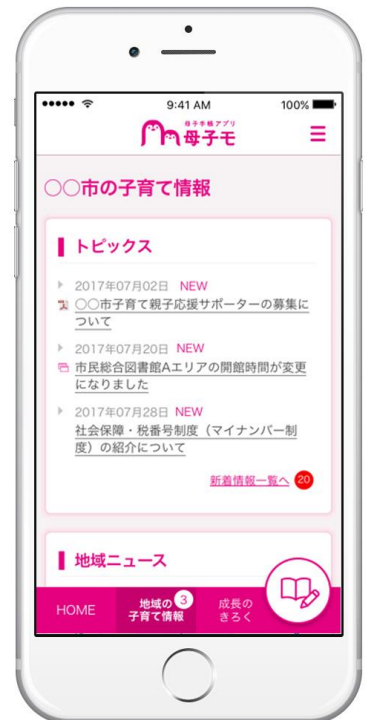 9:41 AM
100%
母子手帳アプリ
母子モ
○○市の子育て情報
トピックス
2017年07月02日 NEW
○○市子育て親子応援サポーターの募集に
ついて
2017年07月20日 NEW
市民総合図書館Aエリアの開館時間が変更
になりました
2017年07月28日 NEW
社会保障・税番号制度（マイナンバー制
度）の紹介について
新着情報一覧へ 20
地域ニュース
HOME
地域の 3
子育て情報
成長の
きろく